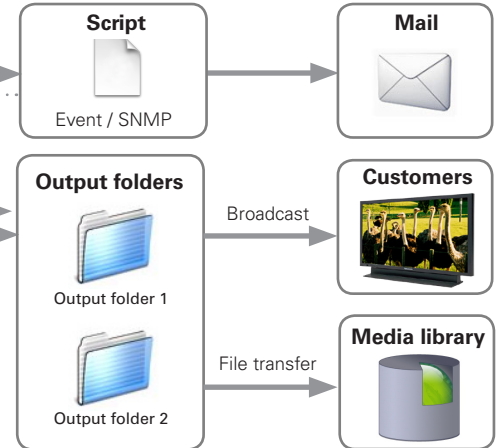 Script
Event / SNMP
Mail
Output folders
Output folder 1
Output folder 2
Broadcast
Customers
File transfer
Media library